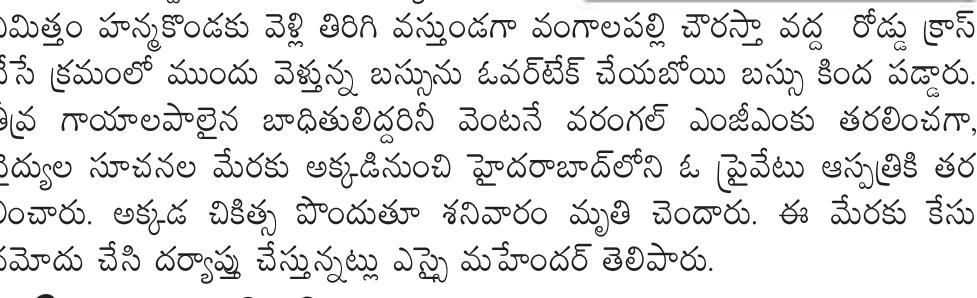 నిమిత్తం హన్మకొండకు వెళ్లి తిరిగి వస్తుండగా వంగాలపల్లి చౌరస్తా వద్ద రోడ్డు క్రాస్
చేసే క్రమంలో ముందు వెళ్తున్న బస్సును ఓవర్‌టేక్ చేయబోయి బస్సు కింద పడ్డారు.
తీవ్ర గాయాలపాలైన బాధితులిద్దరినీ వెంటనే వరంగల్ ఎంజీఎంకు తరలించగా,
వైద్యుల సూచనల మేరకు అక్కడినుంచి హైదరాబాద్‌లోని ఓ ప్రైవేటు ఆస్పత్రికి తర
లించారు. అక్కడ చికిత్స పొందుతూ శనివారం మృతి చెందారు. ఈ మేరకు కేసు
నమోదు చేసి దర్యాప్తు చేస్తున్నట్లు ఎస్సై మహేందర్ తెలిపారు.